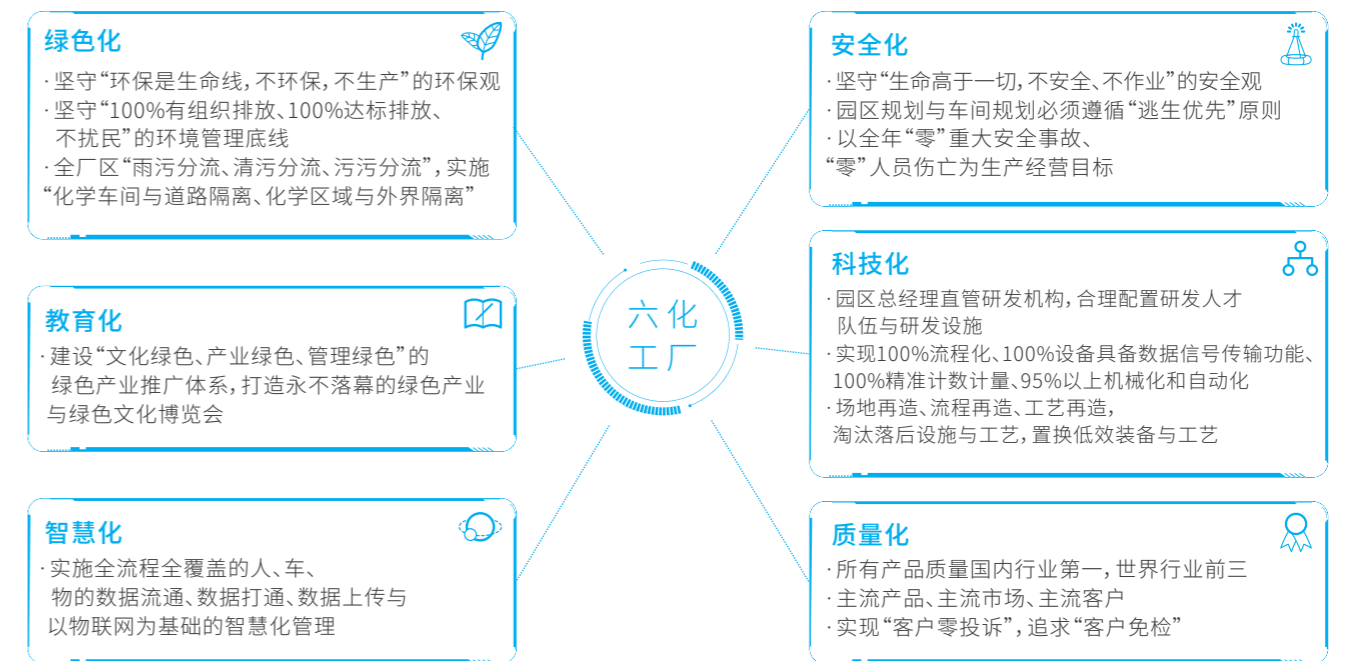 绿色化
·坚守“环保是生命线，不环保，不生产”的环保观
·坚守“100%有组织排放、100%达标排放、
不扰民”的环境管理底线
·全厂区“雨污分流、清污分流、污污分流”，实施
“化学车间与道路隔离、化学区域与外界隔离”
教育化
·建设“文化绿色、产业绿色、管理绿色”的
绿色产业推广体系，打造永不落幕的绿色产业
与绿色文化博览会
智慧化
·实施全流程全覆盖的人、车、
物的数据流通、数据打通、数据上传与
以物联网为基础的智慧化管理
六化
工厂
安全化
·坚守“生命高于一切，不安全、不作业”的安全观
·园区规划与车间规划必须遵循“逃生优先”原则
·以全年“零”重大安全事故、
“零”人员伤亡为生产经营目标
科技化
·园区总经理直管研发机构，合理配置研发人才
队伍与研发设施
·实现100%流程化、100%设备具备数据信号传输功能、
100%精准计数计量、95%以上机械化和自动化
·场地再造、流程再造、工艺再造，
淘汰落后设施与工艺，置换低效装备与工艺
质量化
·所有产品质量国内行业第一，世界行业前三
·主流产品、主流市场、主流客户
·实现“客户零投诉”，追求“客户免检”